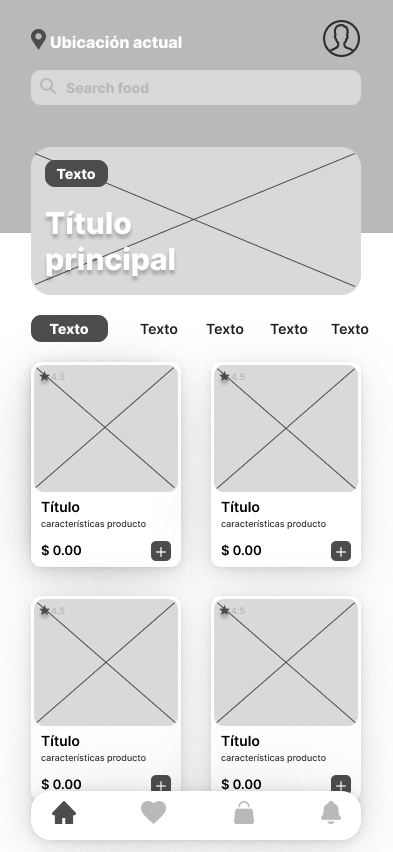 Ubicación actual
Search food
Texto
Título
principal
Texto Texto Texto Texto Texto
4.5 4.5
Título Título
características producto características producto
$ 0.00 $ 0.00
4.5 4.5
Título Título
características producto características producto
$ 0.00 $ 0.00